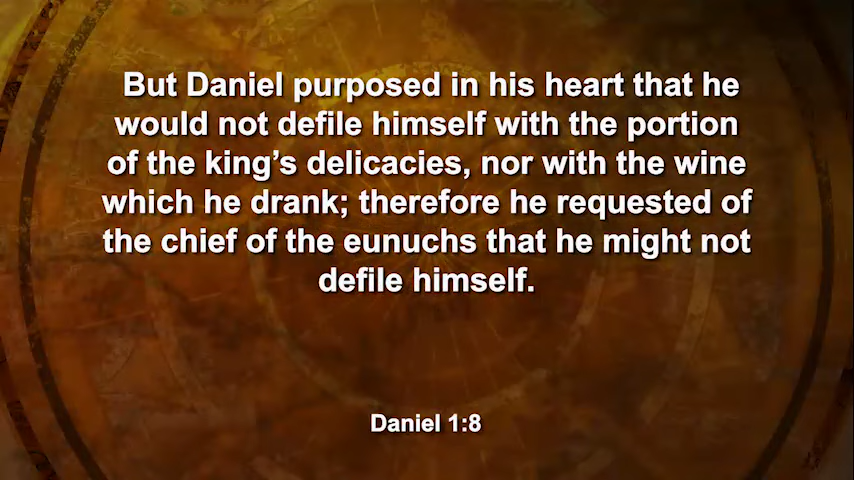 But Daniel purposed in his heart that he
would not defile himself with the portion
of the king’s delicacies, nor with the wine
which he drank; therefore he requested of
the chief of the eunuchs that he might not
defile himself.
Daniel 1:8